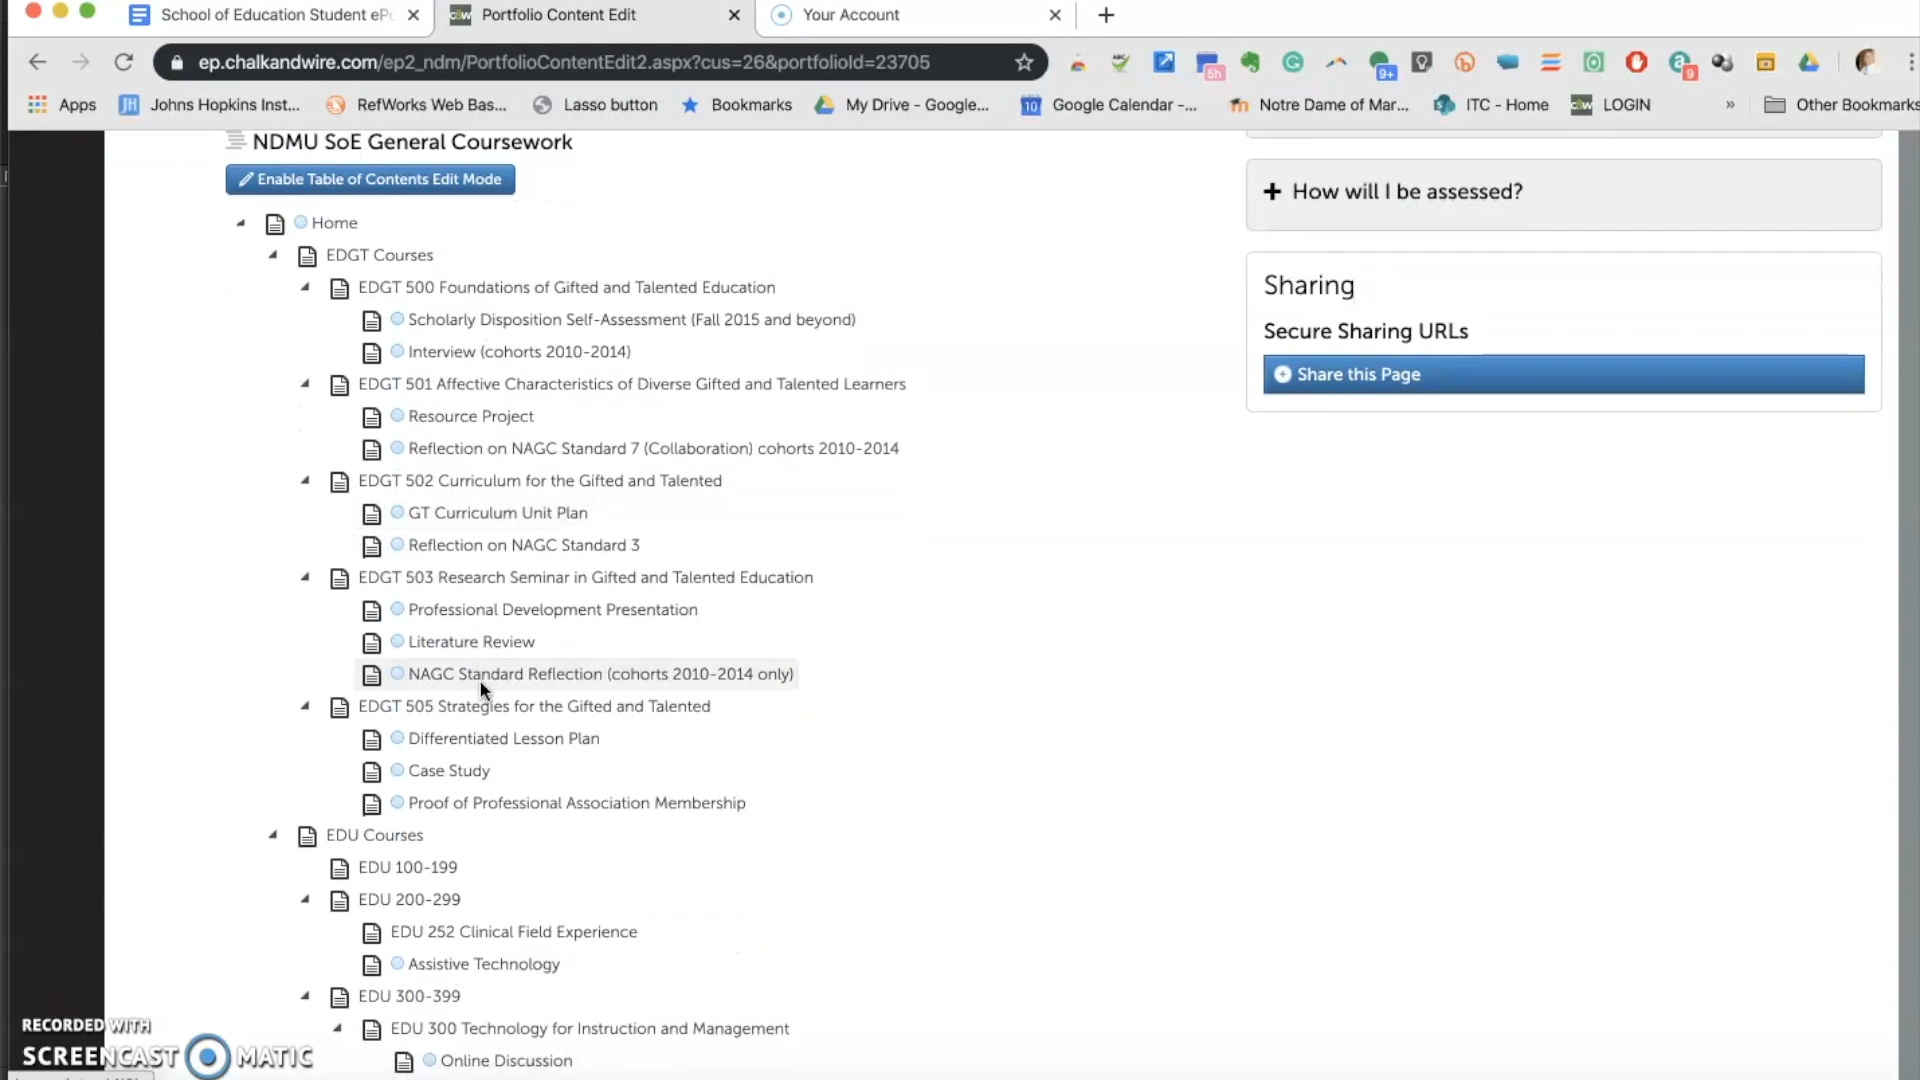 School of Education Student ePo
Portfolio Content Edit
Your Account
ep.chalkandwire.com/ep2_ndm/PortfolioContentEdit2.aspx?cus=26&portfolioId=23705
5h
9+
9
Apps
JH
Johns Hopkins Inst...
RefWorks Web Bas...
Lasso button
Bookmarks
My Drive - Google...
10
Google Calendar -...
Notre Dame of Mar...
ITC - Home
c&w
LOGIN
»
Other Bookmarks
NDMU SoE General Coursework
Enable Table of Contents Edit Mode
Home
EDGT Courses
EDGT 500 Foundations of Gifted and Talented Education
Scholarly Disposition Self-Assessment (Fall 2015 and beyond)
Interview (cohorts 2010-2014)
EDGT 501 Affective Characteristics of Diverse Gifted and Talented Learners
Resource Project
Reflection on NAGC Standard 7 (Collaboration) cohorts 2010-2014
EDGT 502 Curriculum for the Gifted and Talented
GT Curriculum Unit Plan
Reflection on NAGC Standard 3
EDGT 503 Research Seminar in Gifted and Talented Education
Professional Development Presentation
Literature Review
NAGC Standard Reflection (cohorts 2010-2014 only)
EDGT 505 Strategies for the Gifted and Talented
Differentiated Lesson Plan
Case Study
Proof of Professional Association Membership
EDU Courses
EDU 100-199
EDU 200-299
EDU 252 Clinical Field Experience
Assistive Technology
EDU 300-399
EDU 300 Technology for Instruction and Management
Online Discussion
How will I be assessed?
Sharing
Secure Sharing URLs
Share this Page
RECORDED WITH
SCREENCAST MATIC